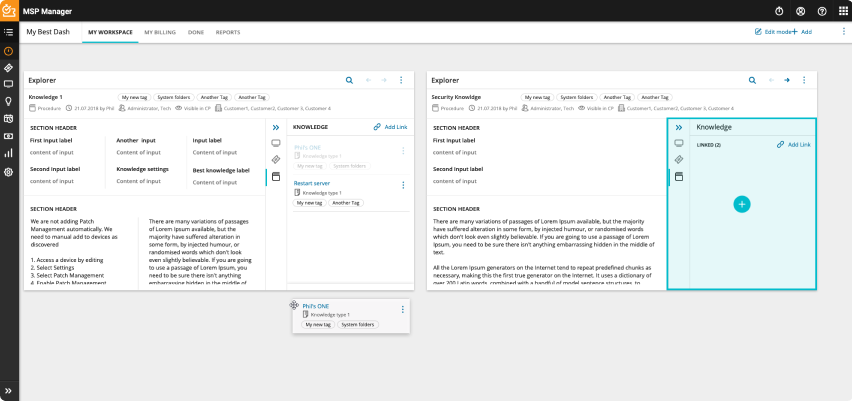 MSP Manager
My Best Dash
MY WORKSPACE
MY BILLING
DONE
REPORTS
Edit mode
Add
Explorer
Knowledge 1
My new tag
System folders
Another Tag
Another Tag
Procedure
21.07.2018 by Phil
Administrator, Tech
Visible in CP
Customer1, Customer2, Customer 3, Customer 4
SECTION HEADER
First input label
content of input
Another input
Content of input
Input label
Content of input
Second input label
content of input
Knowledge settings
Content of input
Best knowledge label
Content of input
SECTION HEADER
We are not adding Patch
Management automatically. We
need to manual add to devices as
discovered
1. Access a device by editing
2. Select Settings
3. Select Patch Management
4. Enable Patch Management
There are many variations of passages
of Lorem Ipsum available, but the
majority have suffered alteration in
some form, by injected humour, or
randomised words which don't look
even slightly believable. If you are going
to use a passage of Lorem Ipsum, you
need to be sure there isn't anything
embarrassing hidden in the middle of
KNOWLEDGE
Add Link
Phil's ONE
Knowledge type 1
My new tag
System folders
Restart server
Knowledge type 1
My new tag
Another Tag
Phil's ONE
Knowledge type 1
My new tag
System folders
Explorer
Security Knowldge
My new tag
System folders
Another Tag
Another Tag
Procedure
21.07.2018 by Phil
Administrator, Tech
Visible in CP
Customer1, Customer2, Customer 3, Customer 4
SECTION HEADER
First input label
content of input
Second input label
content of input
SECTION HEADER
There are many variations of passages of Lorem Ipsum available, but the majority
have suffered alteration in some form, by injected humour, or randomised words
which don't look even slightly believable. If you are going to use a passage of Lorem
Ipsum, you need to be sure there isn't anything embarrassing hidden in the middle of
text.
All the Lorem Ipsum generators on the Internet tend to repeat predefined chunks as
necessary, making this the first true generator on the Internet. It uses a dictionary of
over 200 Latin words, combined with a handful of model sentence structures, to
Knowledge
LINKED (2)
Add Link